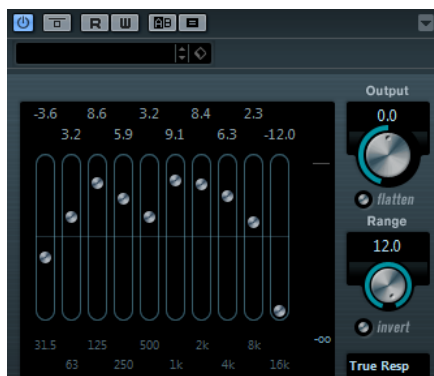 R W AB
Output
-3.6 8.6 3.2 8.4 2.3
0.0
3.2 5.9 9.1 6.3 -12.0
flatten
Range
12.0
invert
31.5 125 500 2k 8k
-∞
63 250 1k 4k 16k
True Resp